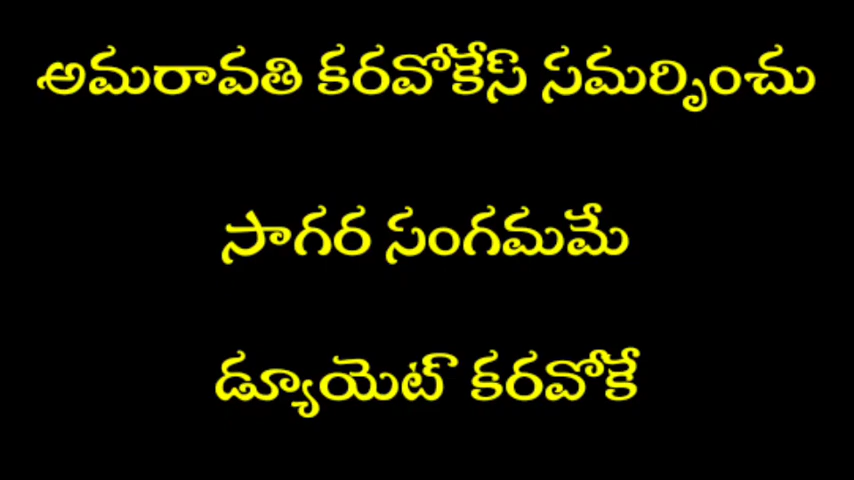 అమరావతి కరవోకేస్ సమర్పించు
సాగర సంగమమే
డ్యూయెట్ కరవోకే